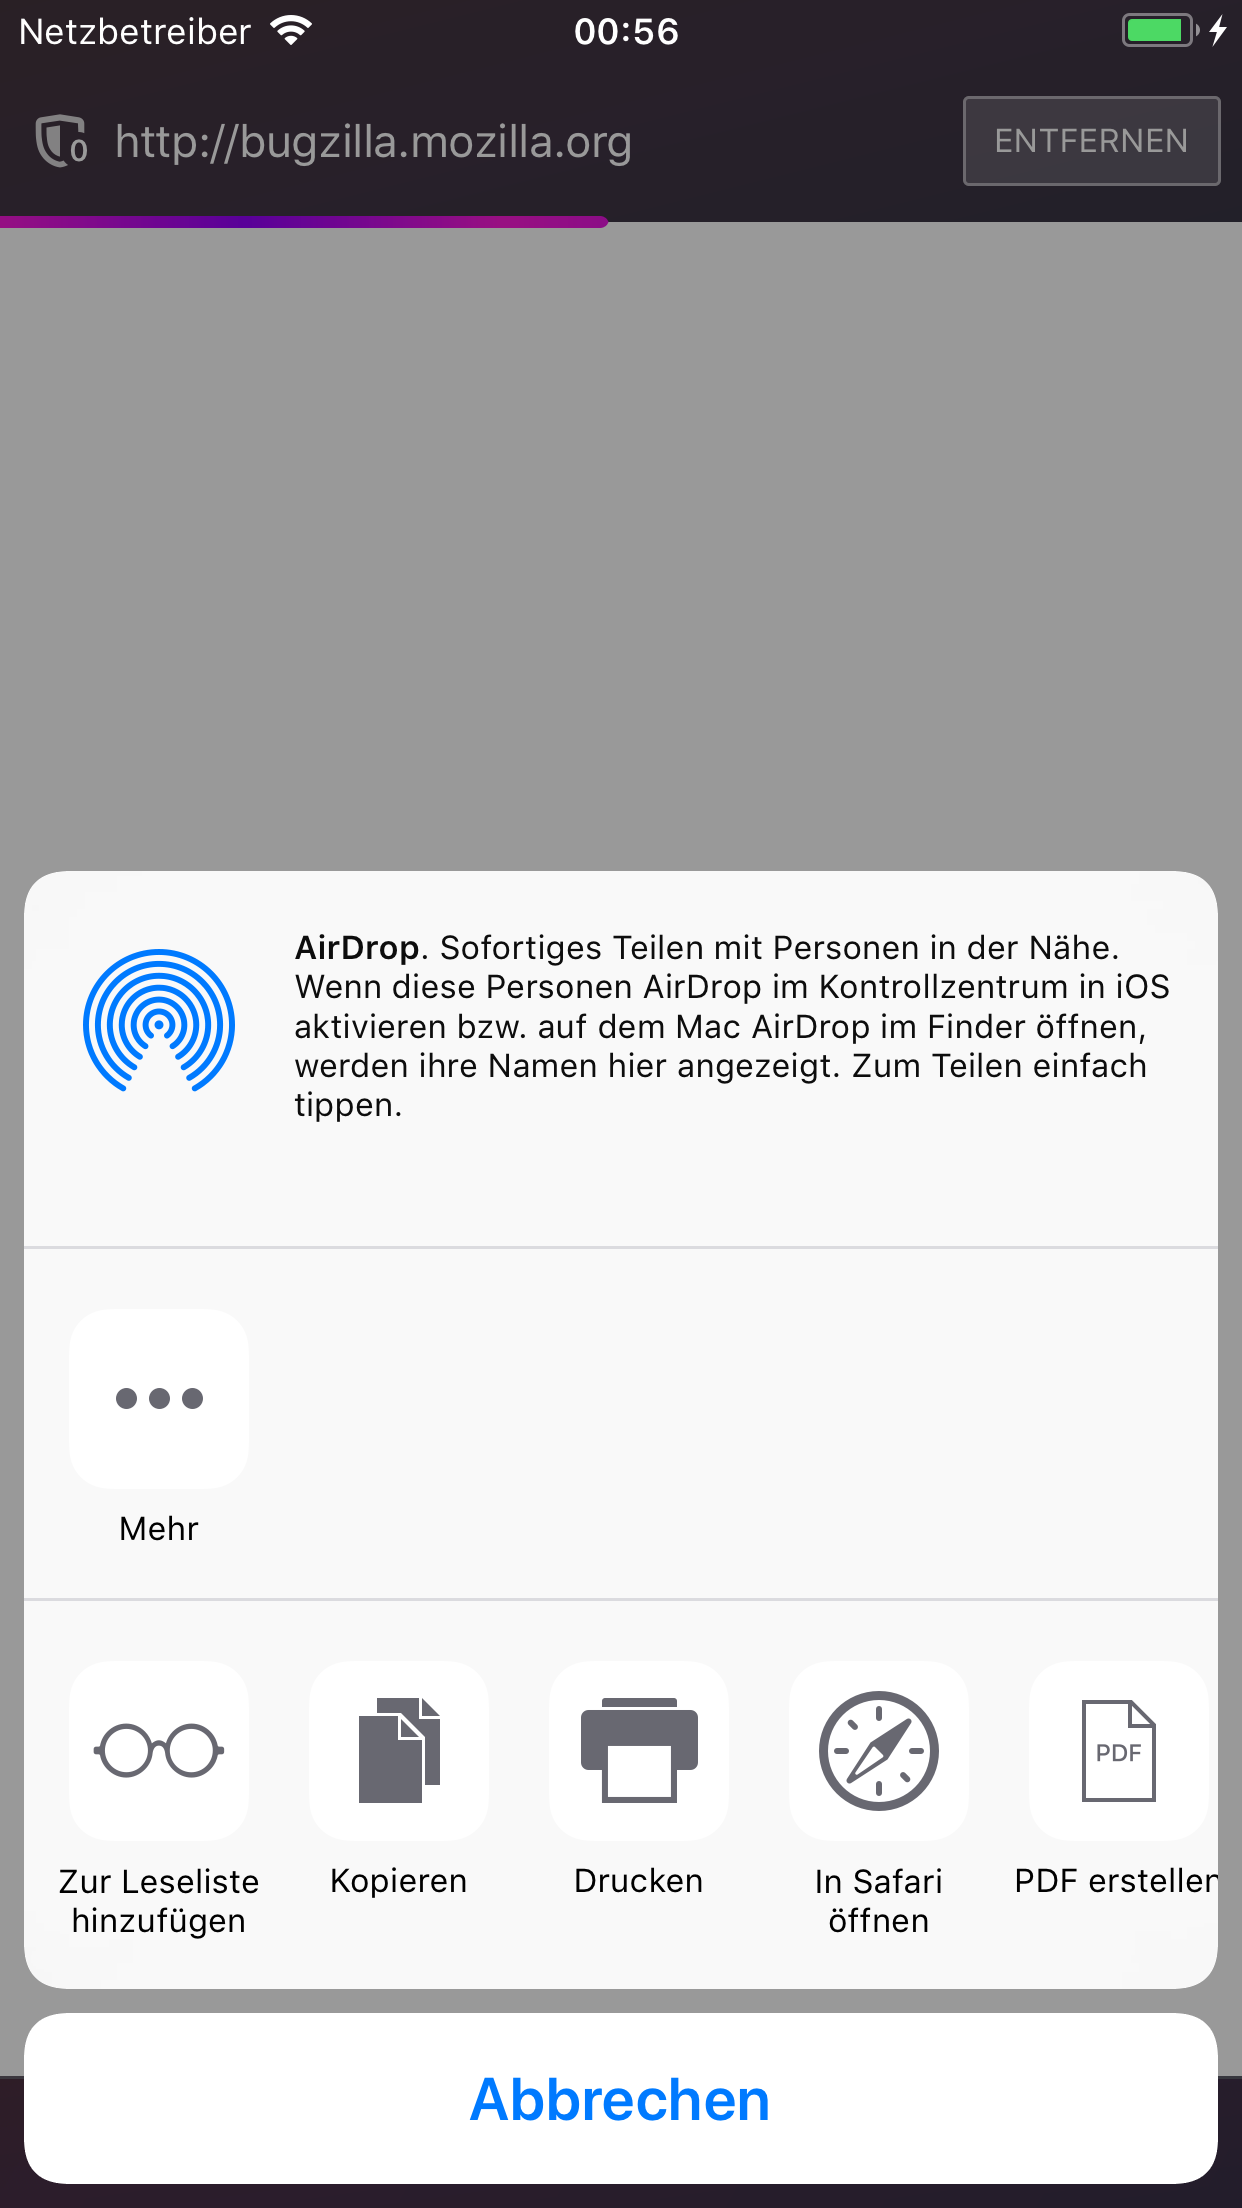 Netzbetreiber 00:56
0 http://bugzilla.mozilla.org ENTFERNEN
AirDrop. Sofortiges Teilen mit Personen in der Nähe.
Wenn diese Personen AirDrop im Kontrollzentrum in iOS
aktivieren bzw. auf dem Mac AirDrop im Finder öffnen,
werden ihre Namen hier angezeigt. Zum Teilen einfach
tippen.
Mehr
PDF
Zur Leseliste
hinzufügen
Kopieren
Drucken
In Safari
öffnen
PDF erstellen
Abbrechen